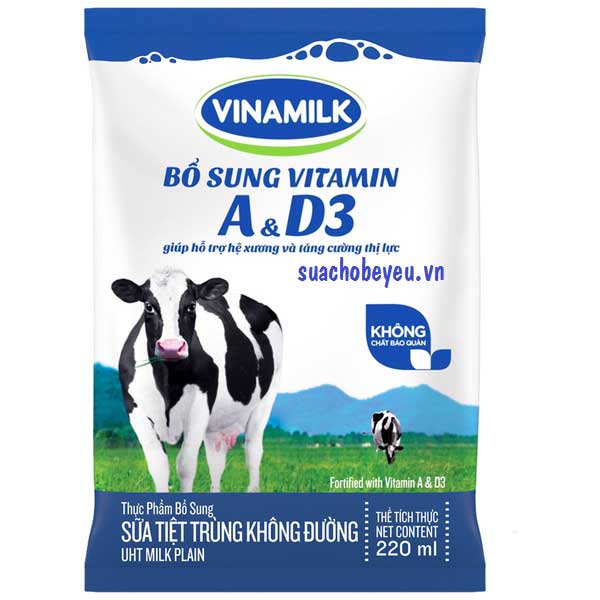 VINAMILK
BỔ SUNG VITAMIN
A & D3
giúp hỗ trợ hệ xương và tăng cường thị lực
suachobeyeu.vn
KHÔNG
CHẤT BẢO QUẢN
Fortified with Vitamin A & D3
Thực Phẩm Bổ Sung
SỮA TIỆT TRÙNG KHÔNG ĐƯỜNG
UHT MILK PLAIN
THỂ TÍCH THỰC
NET CONTENT
220 ml